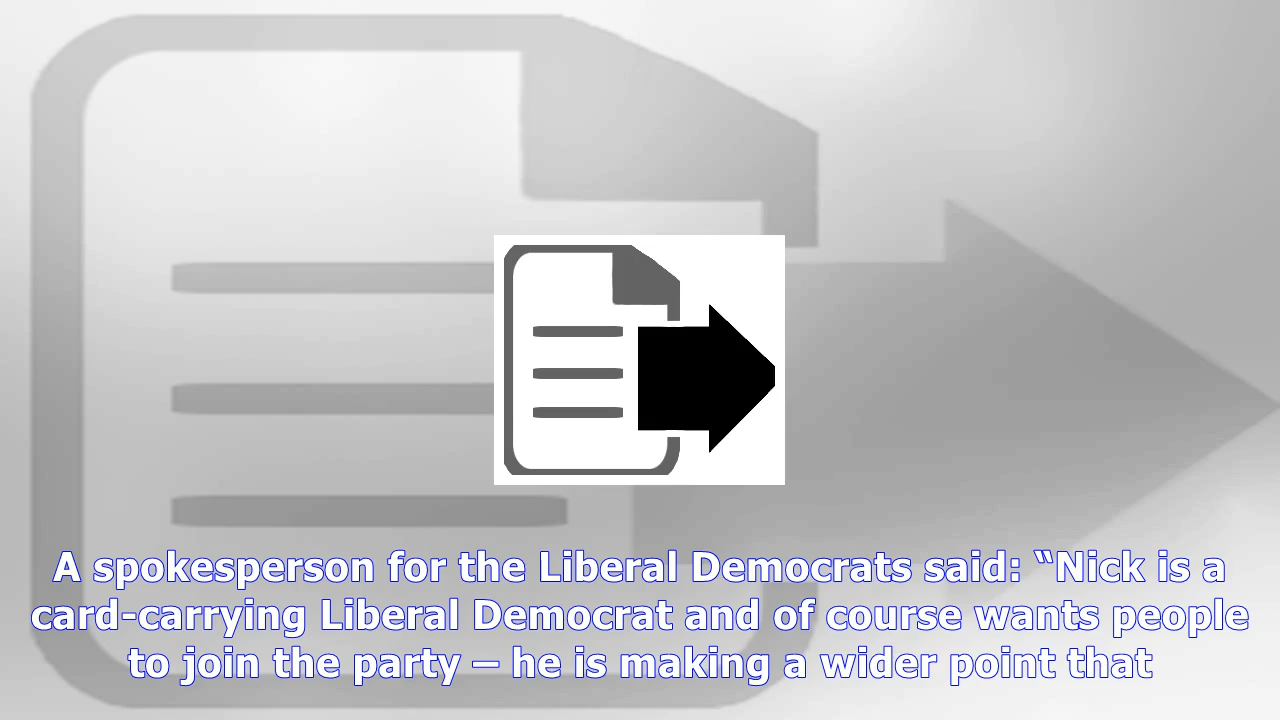 A spokesperson for the Liberal Democrats said: “Nick is a
card-carrying Liberal Democrat and of course wants people
to join the party – he is making a wider point that